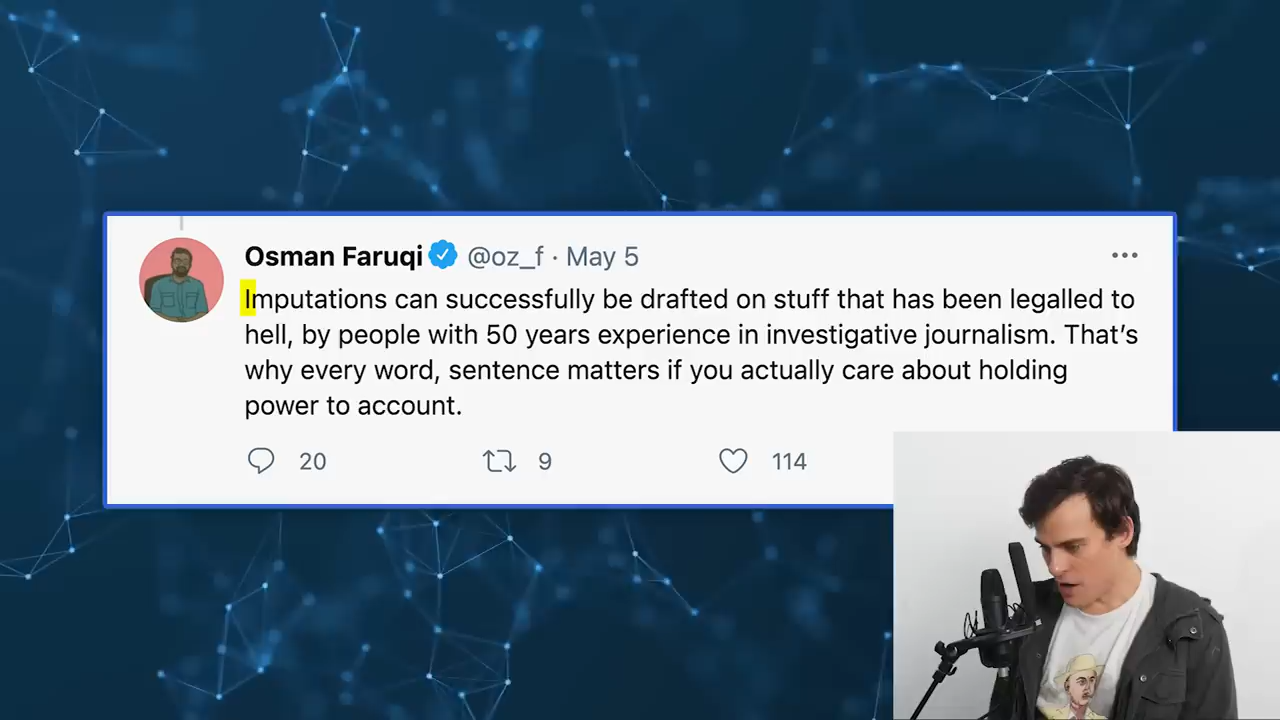 Osman Faruqi @oz_f · May 5
Imputations can successfully be drafted on stuff that has been legalled to
hell, by people with 50 years experience in investigative journalism. That’s
why every word, sentence matters if you actually care about holding
power to account.
20 9 114